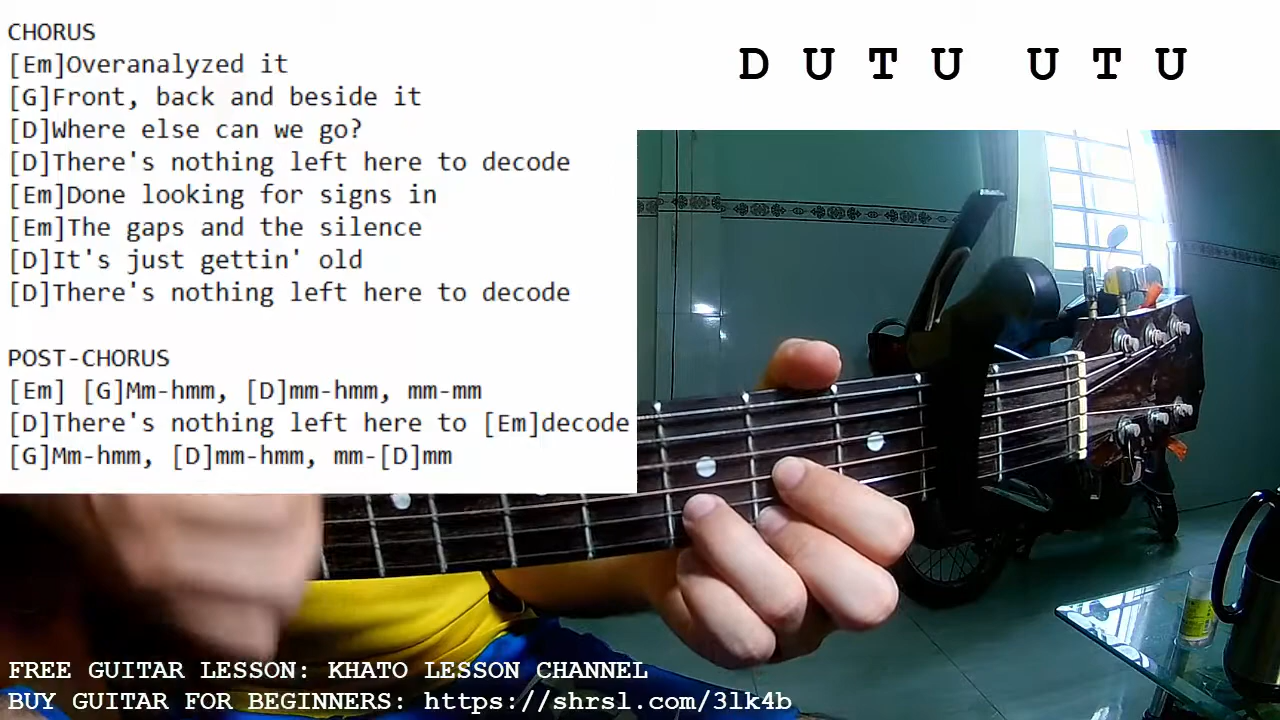 CHORUS
[Em]Overanalyzed it
[G]Front, back and beside it
[D]Where else can we go?
[D]There's nothing left here to decode
[Em]Done looking for signs in
[Em]The gaps and the silence
[D]It's just gettin' old
[D]There's nothing left here to decode
POST-CHORUS
[Em] [G]Mm-hmm, [D]mm-hmm, mm-mm
[D]There's nothing left here to [Em]decode
[G]Mm-hmm, [D]mm-hmm, mm-[D]mm
D U T U U T U
FREE GUITAR LESSON: KHATO LESSON CHANNEL
BUY GUITAR FOR BEGINNERS: https://shrsl.com/3lk4b